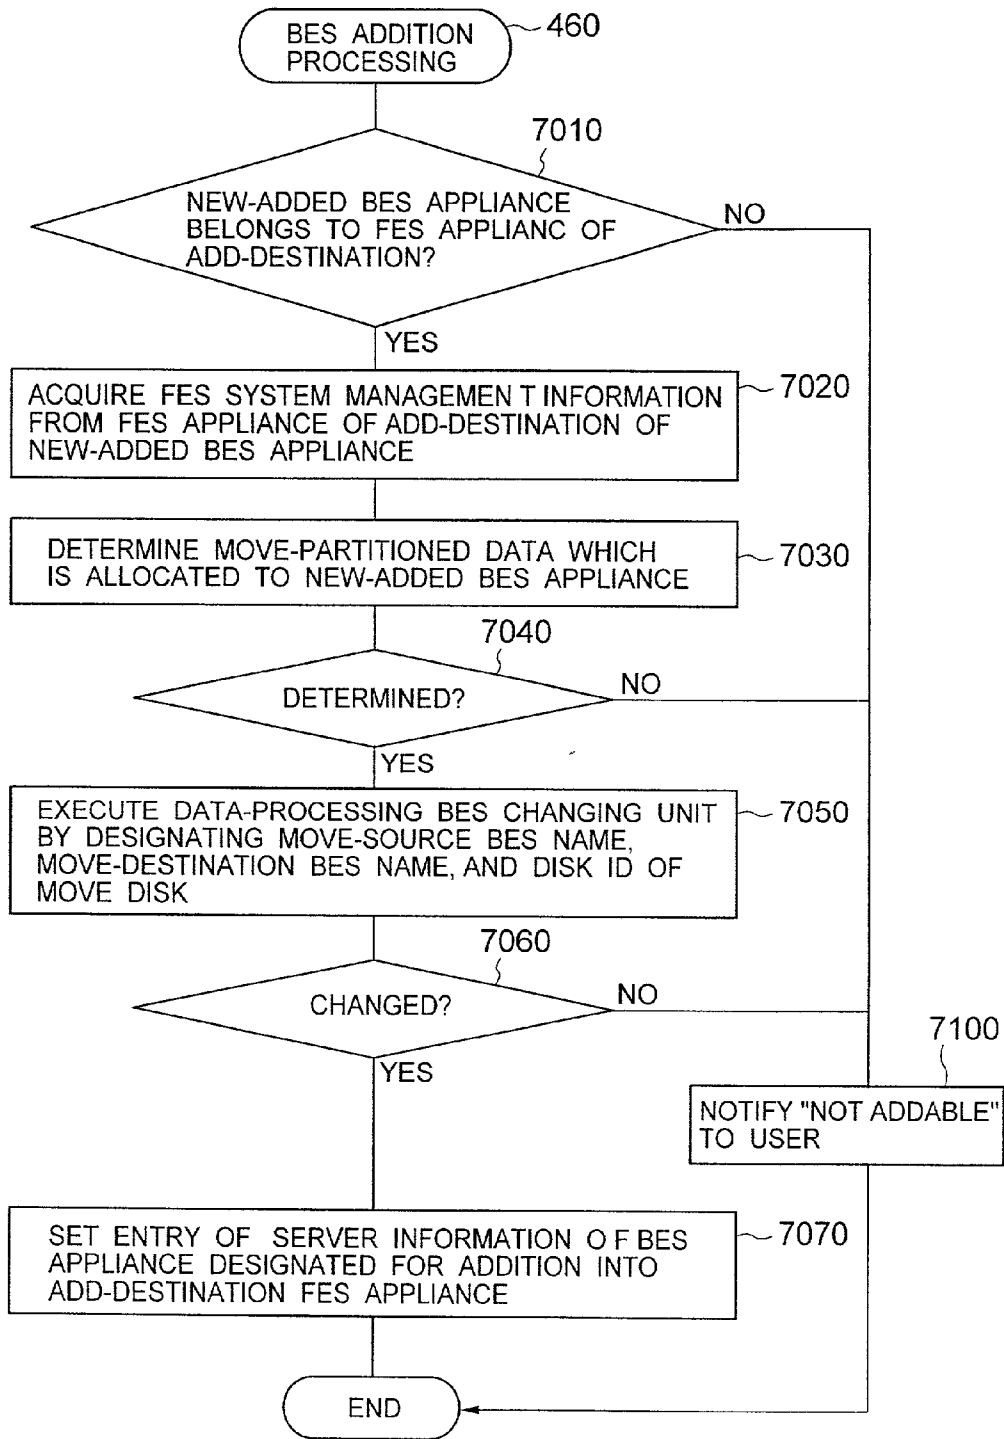 BES ADDITION
PROCESSING
460
7010
NEW-ADDED BES APPLIANCE
BELONGS TO FES APPLIANC OF
ADD-DESTINATION?
NO
YES
ACQUIRE FES SYSTEM MANAGEMENT INFORMATION
FROM FES APPLIANCE OF ADD-DESTINATION OF
NEW-ADDED BES APPLIANCE
7020
DETERMINE MOVE-PARTITIONED DATA WHICH
IS ALLOCATED TO NEW-ADDED BES APPLIANCE
7030
7040
DETERMINED?
NO
YES
EXECUTE DATA-PROCESSING BES CHANGING UNIT
BY DESIGNATING MOVE-SOURCE BES NAME,
MOVE-DESTINATION BES NAME, AND DISK ID OF
MOVE DISK
7050
7060
CHANGED?
NO
YES
7100
NOTIFY "NOT ADDABLE"
TO USER
SET ENTRY OF SERVER INFORMATION OF BES
APPLIANCE DESIGNATED FOR ADDITION INTO
ADD-DESTINATION FES APPLIANCE
7070
END